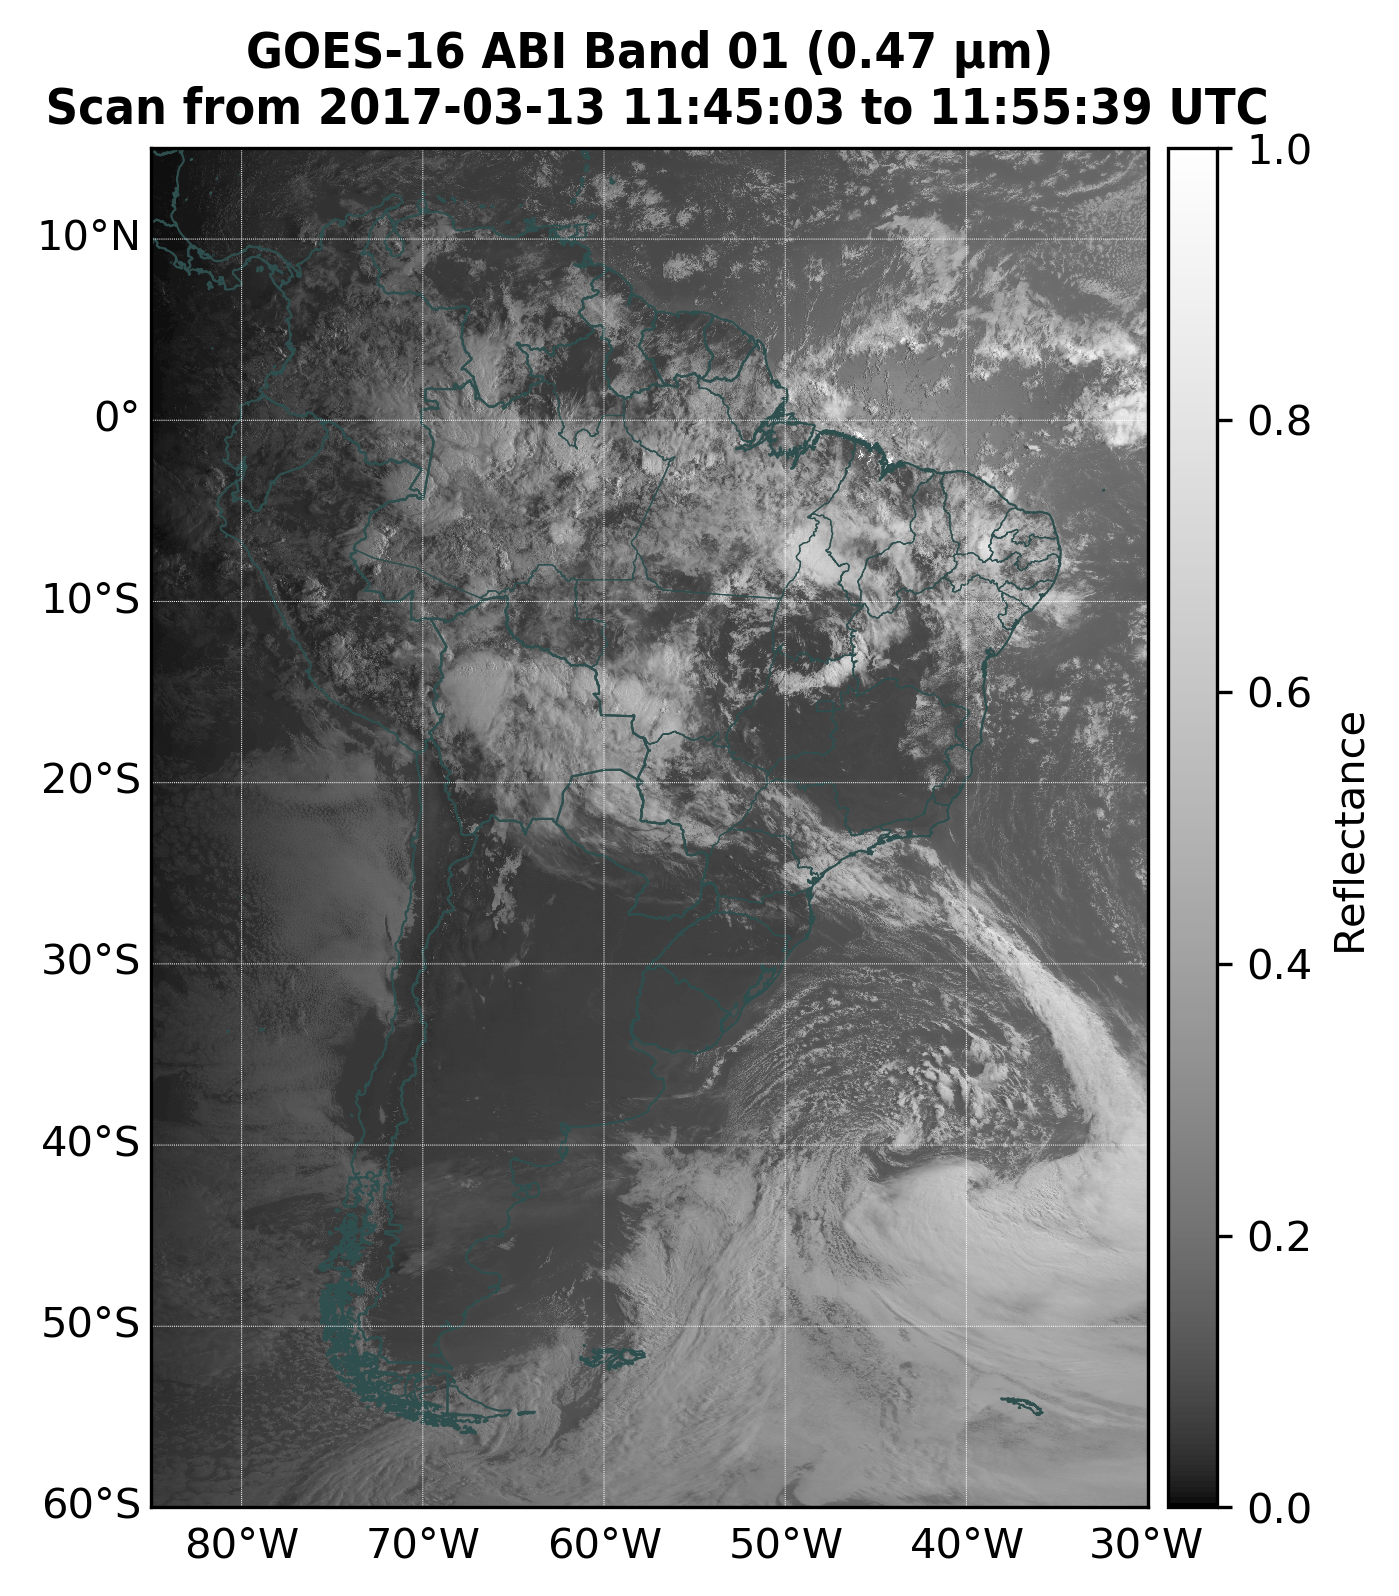 GOES-16 ABI Band 01 (0.47 µm)
Scan from 2017-03-13 11:45:03 to 11:55:39 UTC
10°N
0°
10°S
20°S
30°S
40°S
50°S
60°S
80°W
70°W
60°W
50°W
40°W
30°W
1.0
0.8
0.6
0.4
0.2
0.0
Reflectance